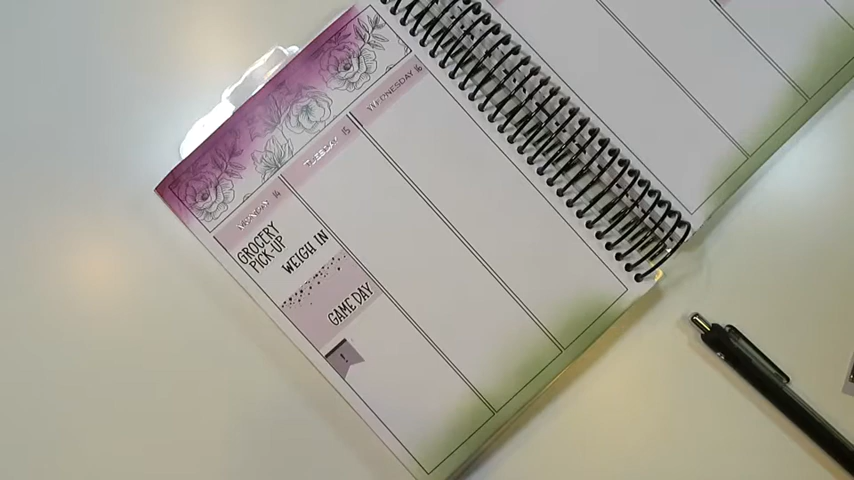 MONDAY 14
TUESDAY 15
WEDNESDAY 16
GROCERY
PICK-UP
WEIGH IN
GAME DAY
!